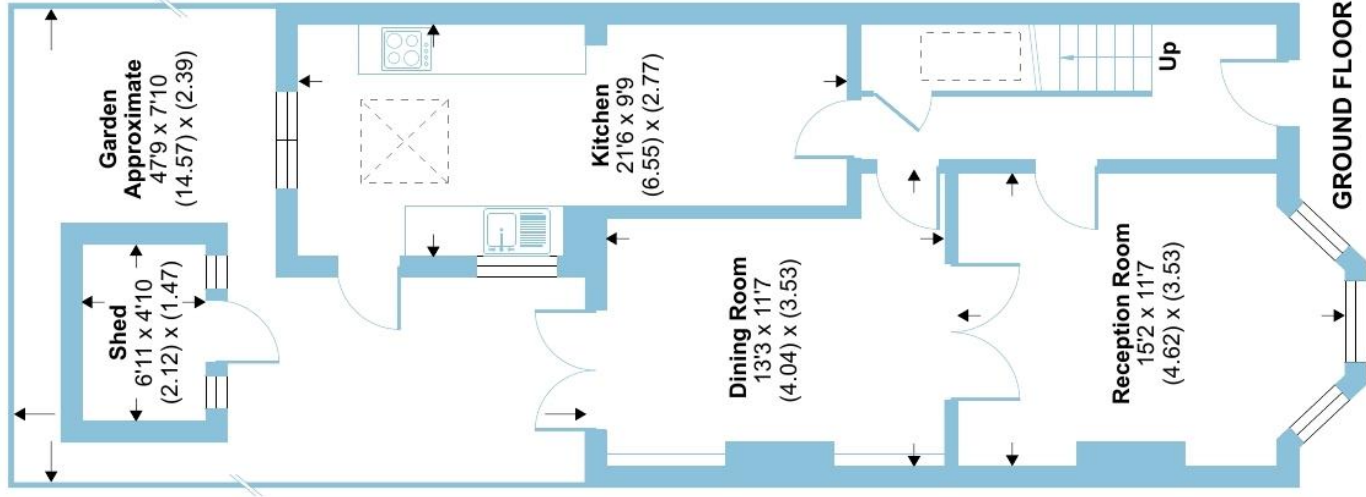 Garden
Approximate
47'9 x 7'10
(14.57) x (2.39)
Shed
6'11 x 4'10
(2.12) x (1.47)
Kitchen
21'6 x 9'9
(6.55) x (2.77)
Dining Room
13'3 x 11'7
(4.04) x (3.53)
Up
Reception Room
15'2 x 11'7
(4.62) x (3.53)
GROUND FLOOR